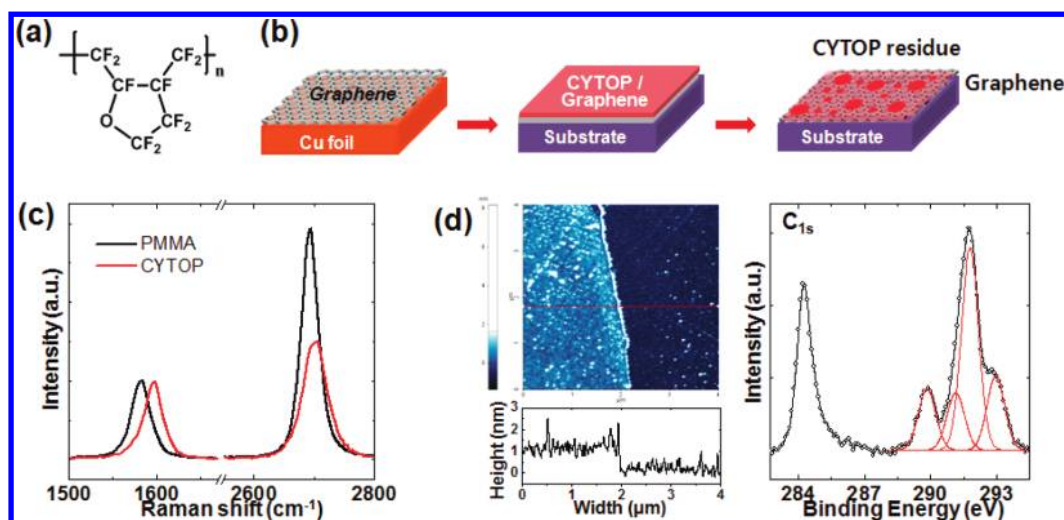 (a)
CF₂
CF₂
n
CF
CF
O
CF₂
CF₂
(b)
Graphene
Cu foil
CYTOP /
Graphene
Substrate
CYTOP residue
Graphene
Substrate
(c)
PMMA
CYTOP
Intensity (a.u.)
1500 1600 2600 2700 2800
Raman shift (cm⁻¹)
(d)
Height (nm)
3
2
1
0
0 1 2 3 4
Width (μm)
C₁ₛ
Intensity (a.u.)
284 287 290 293
Binding Energy (eV)